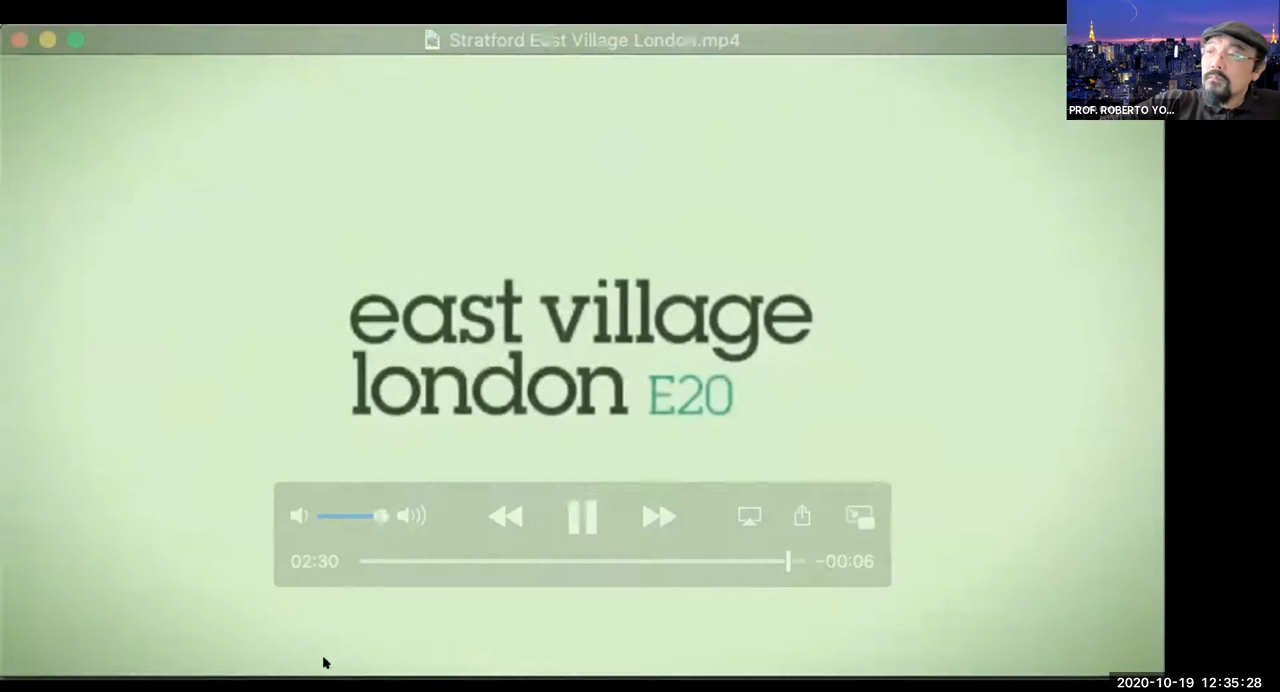 Stratford East Village London.mp4
PROF. ROBERTO YO...
east village
london E20
02:30
-00:06
2020-10-19 12:35:28